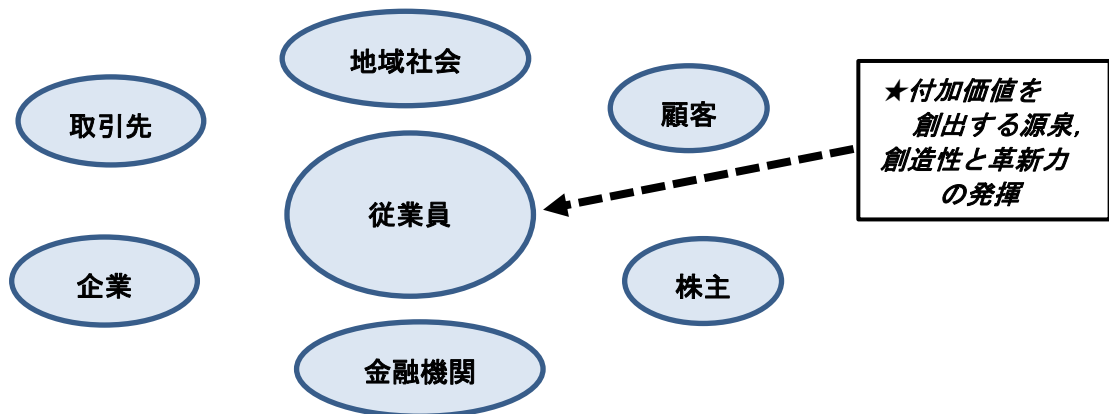 地域社会
取引先
顧客
★付加価値を
創出する源泉,
創造性と革新力
の発揮
従業員
企業
株主
金融機関